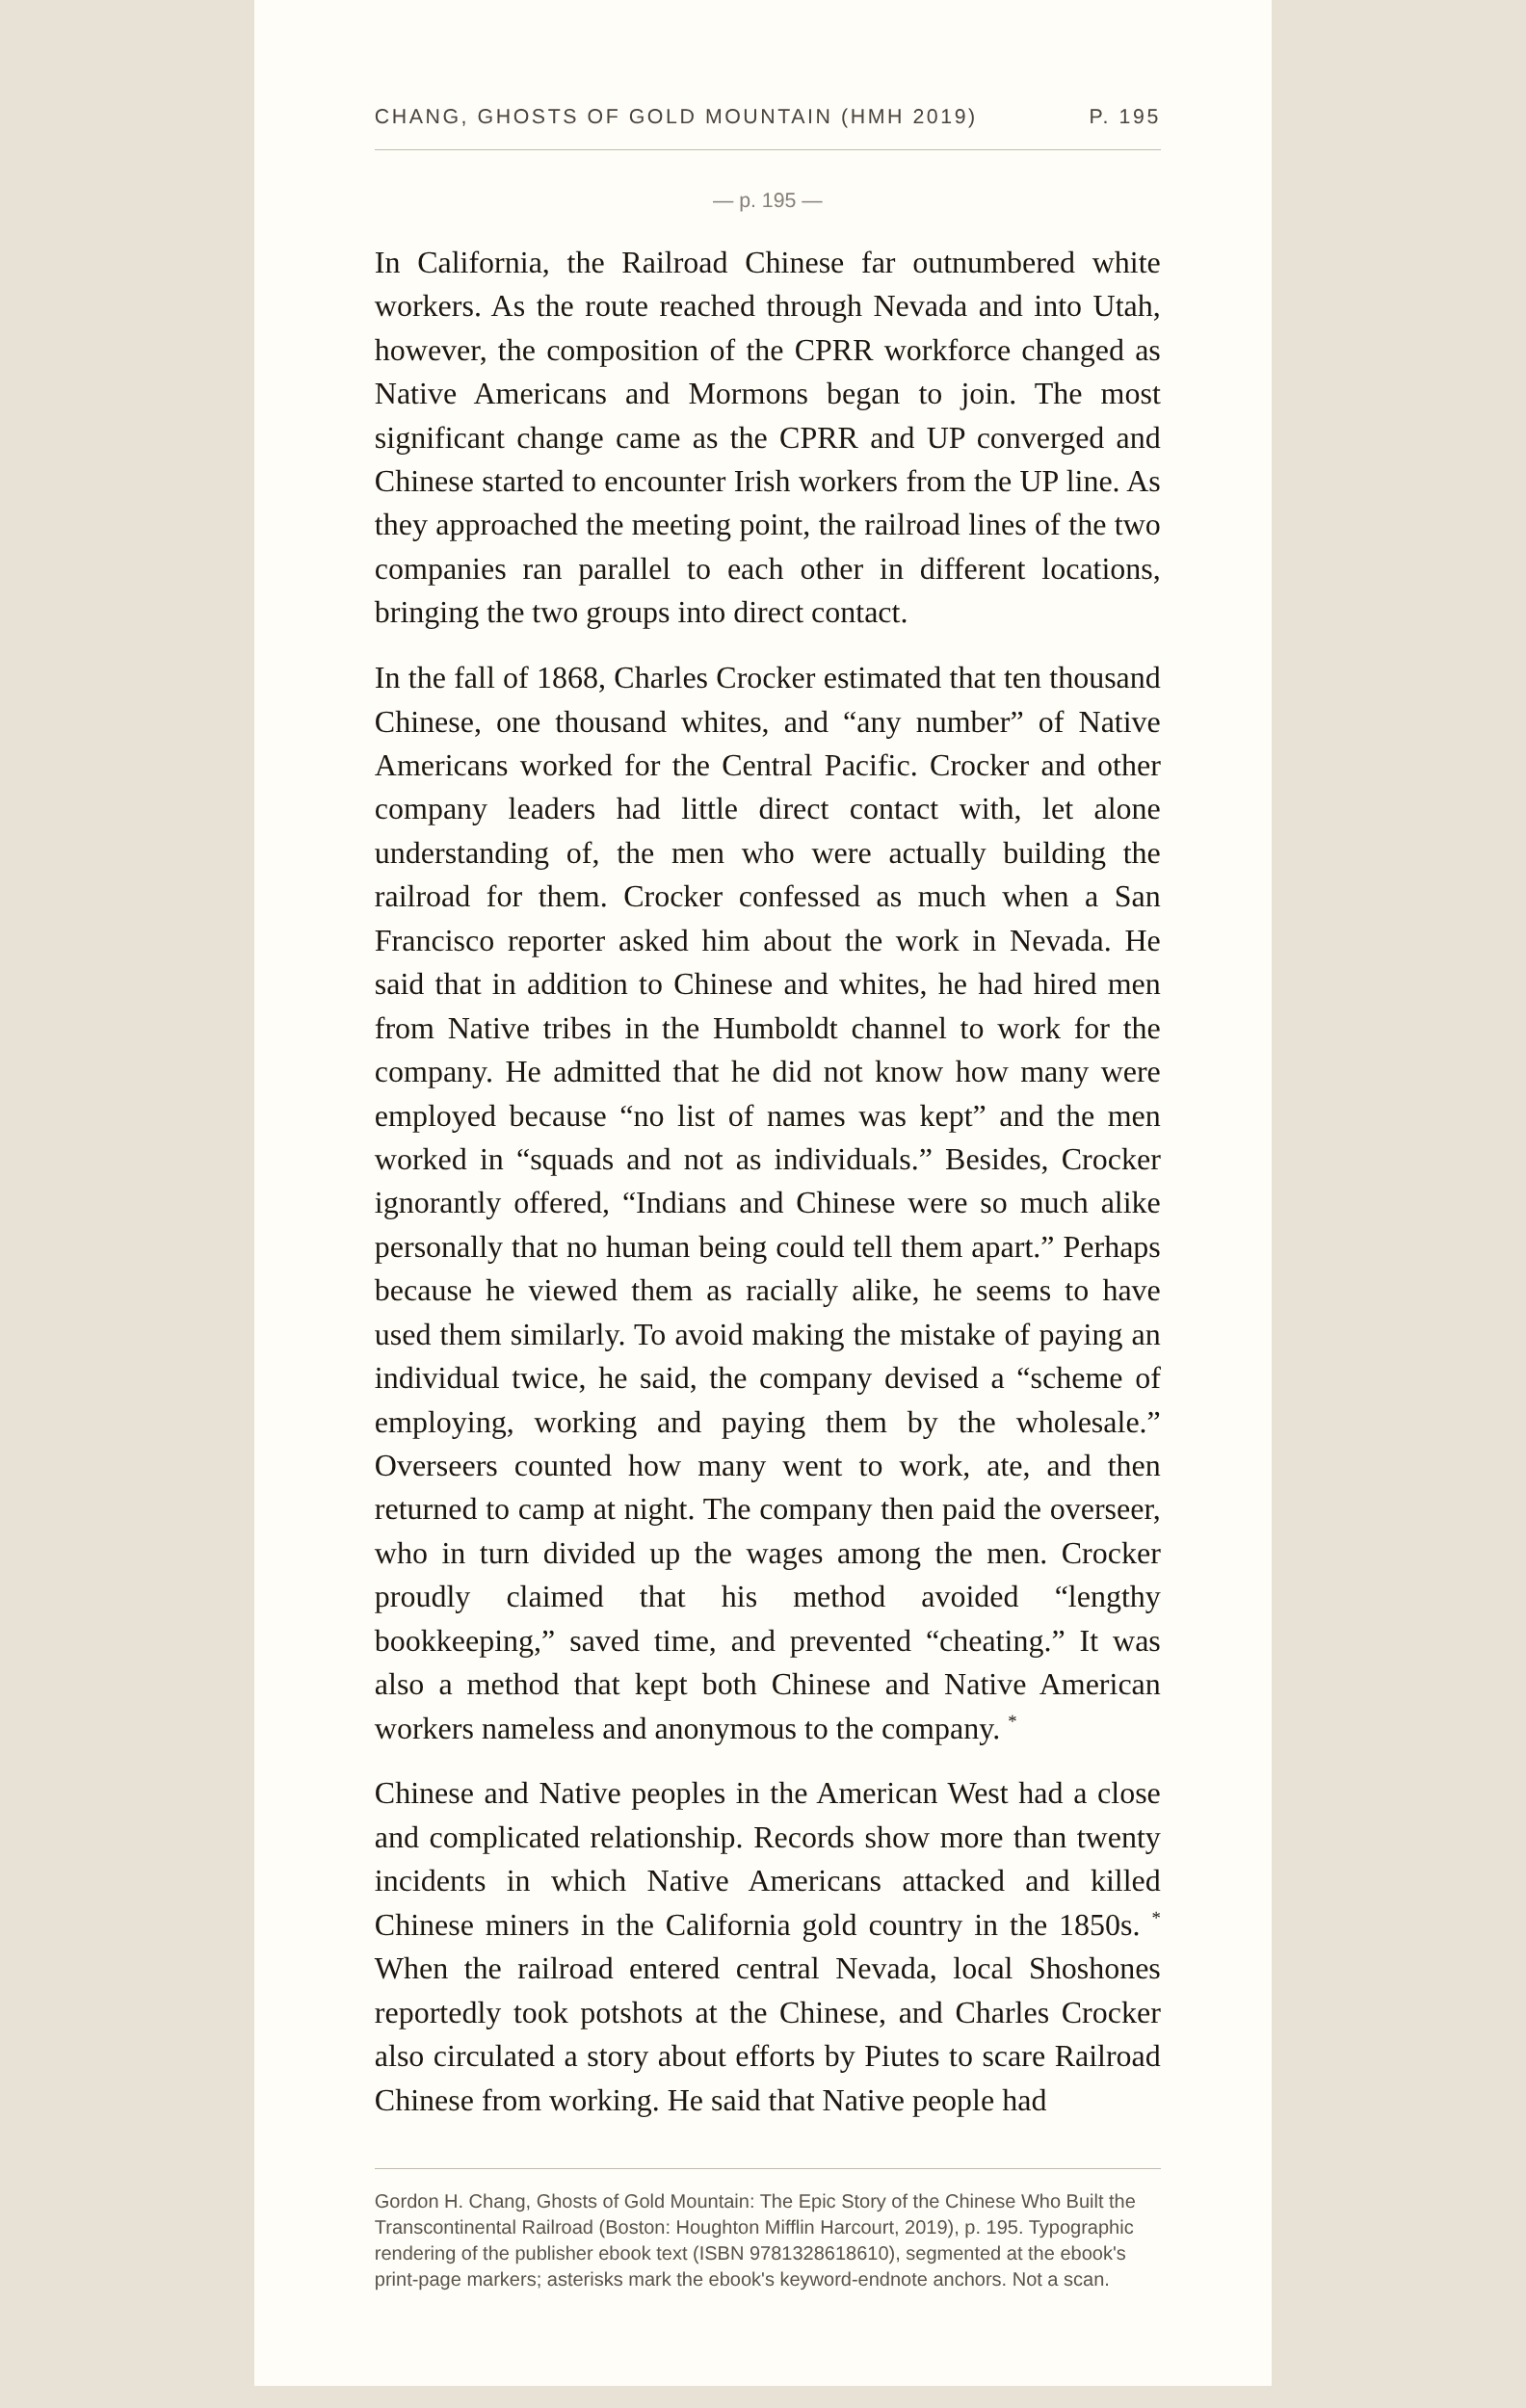 CHANG, GHOSTS OF GOLD MOUNTAIN (HMH 2019) P. 195
— p. 195 —
In California, the Railroad Chinese far outnumbered white
workers. As the route reached through Nevada and into Utah,
however, the composition of the CPRR workforce changed as
Native Americans and Mormons began to join. The most
significant change came as the CPRR and UP converged and
Chinese started to encounter Irish workers from the UP line. As
they approached the meeting point, the railroad lines of the two
companies ran parallel to each other in different locations,
bringing the two groups into direct contact.
In the fall of 1868, Charles Crocker estimated that ten thousand
Chinese, one thousand whites, and “any number” of Native
Americans worked for the Central Pacific. Crocker and other
company leaders had little direct contact with, let alone
understanding of, the men who were actually building the
railroad for them. Crocker confessed as much when a San
Francisco reporter asked him about the work in Nevada. He
said that in addition to Chinese and whites, he had hired men
from Native tribes in the Humboldt channel to work for the
company. He admitted that he did not know how many were
employed because “no list of names was kept” and the men
worked in “squads and not as individuals.” Besides, Crocker
ignorantly offered, “Indians and Chinese were so much alike
personally that no human being could tell them apart.” Perhaps
because he viewed them as racially alike, he seems to have
used them similarly. To avoid making the mistake of paying an
individual twice, he said, the company devised a “scheme of
employing, working and paying them by the wholesale.”
Overseers counted how many went to work, ate, and then
returned to camp at night. The company then paid the overseer,
who in turn divided up the wages among the men. Crocker
proudly claimed that his method avoided “lengthy
bookkeeping,” saved time, and prevented “cheating.” It was
also a method that kept both Chinese and Native American
workers nameless and anonymous to the company. *
Chinese and Native peoples in the American West had a close
and complicated relationship. Records show more than twenty
incidents in which Native Americans attacked and killed
Chinese miners in the California gold country in the 1850s. *
When the railroad entered central Nevada, local Shoshones
reportedly took potshots at the Chinese, and Charles Crocker
also circulated a story about efforts by Piutes to scare Railroad
Chinese from working. He said that Native people had
Gordon H. Chang, Ghosts of Gold Mountain: The Epic Story of the Chinese Who Built the
Transcontinental Railroad (Boston: Houghton Mifflin Harcourt, 2019), p. 195. Typographic
rendering of the publisher ebook text (ISBN 9781328618610), segmented at the ebook's
print-page markers; asterisks mark the ebook's keyword-endnote anchors. Not a scan.